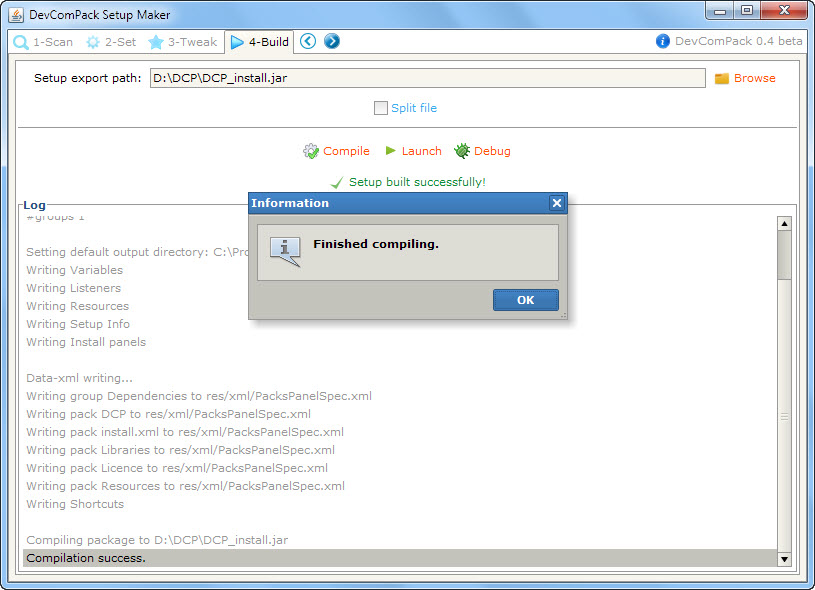 DevComPack Setup Maker
1-Scan 2-Set 3-Tweak 4-Build DevComPack 0.4 beta
Setup export path: D:\DCP\DCP_install.jar Browse
Split file
Compile Launch Debug
Setup built successfully!
Log
#groups 1
Information
Finished compiling.
OK
Setting default output directory:
Writing Variables
Writing Listeners
Writing Resources
Writing Setup Info
Writing Install panels
Data-xml writing...
Writing group Dependencies to res/xml/PacksPanelSpec.xml
Writing pack DCP to res/xml/PacksPanelSpec.xml
Writing pack install.xml to res/xml/PacksPanelSpec.xml
Writing pack Libraries to res/xml/PacksPanelSpec.xml
Writing pack Licence to res/xml/PacksPanelSpec.xml
Writing pack Resources to res/xml/PacksPanelSpec.xml
Writing Shortcuts
Compiling package to D:\DCP\DCP_install.jar
Compilation success.